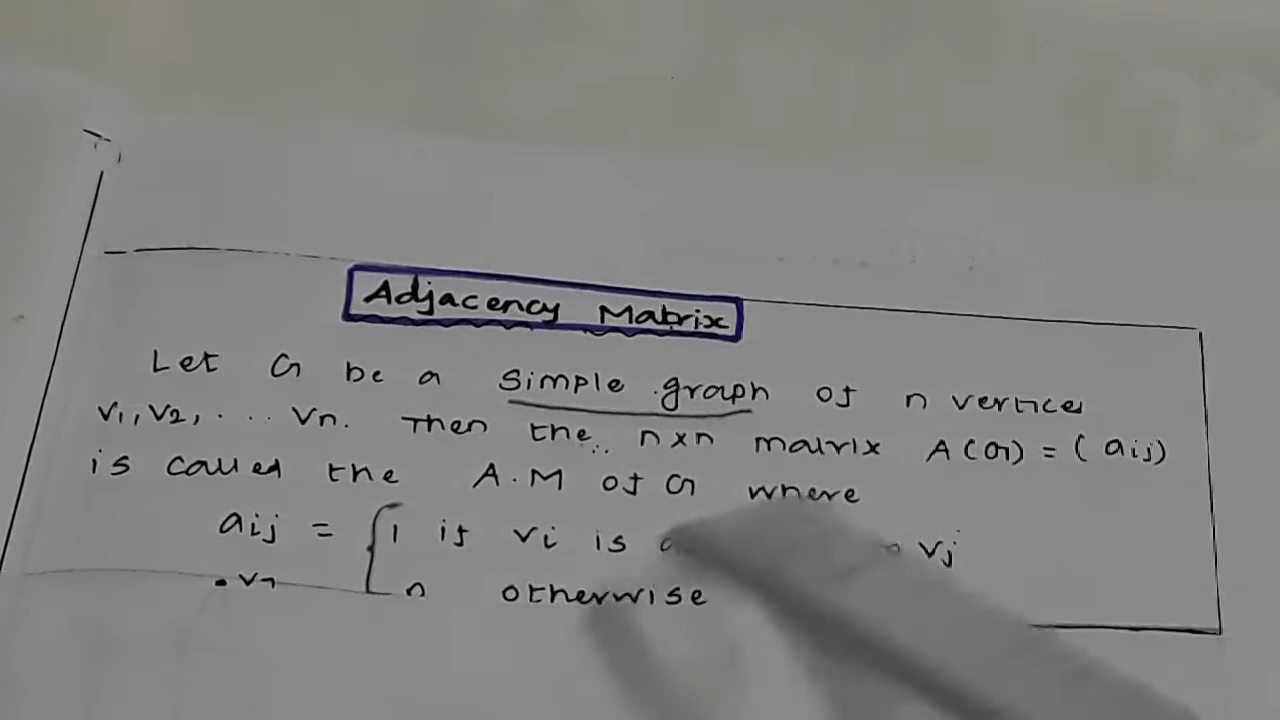 Adjacency Matrix
Let G be a simple graph of n vertices
v1, v2, . . . vn. Then the n×n matrix A(G) = (aij)
is called the A.M of G where
aij = { 1 if vi is vj
otherwise